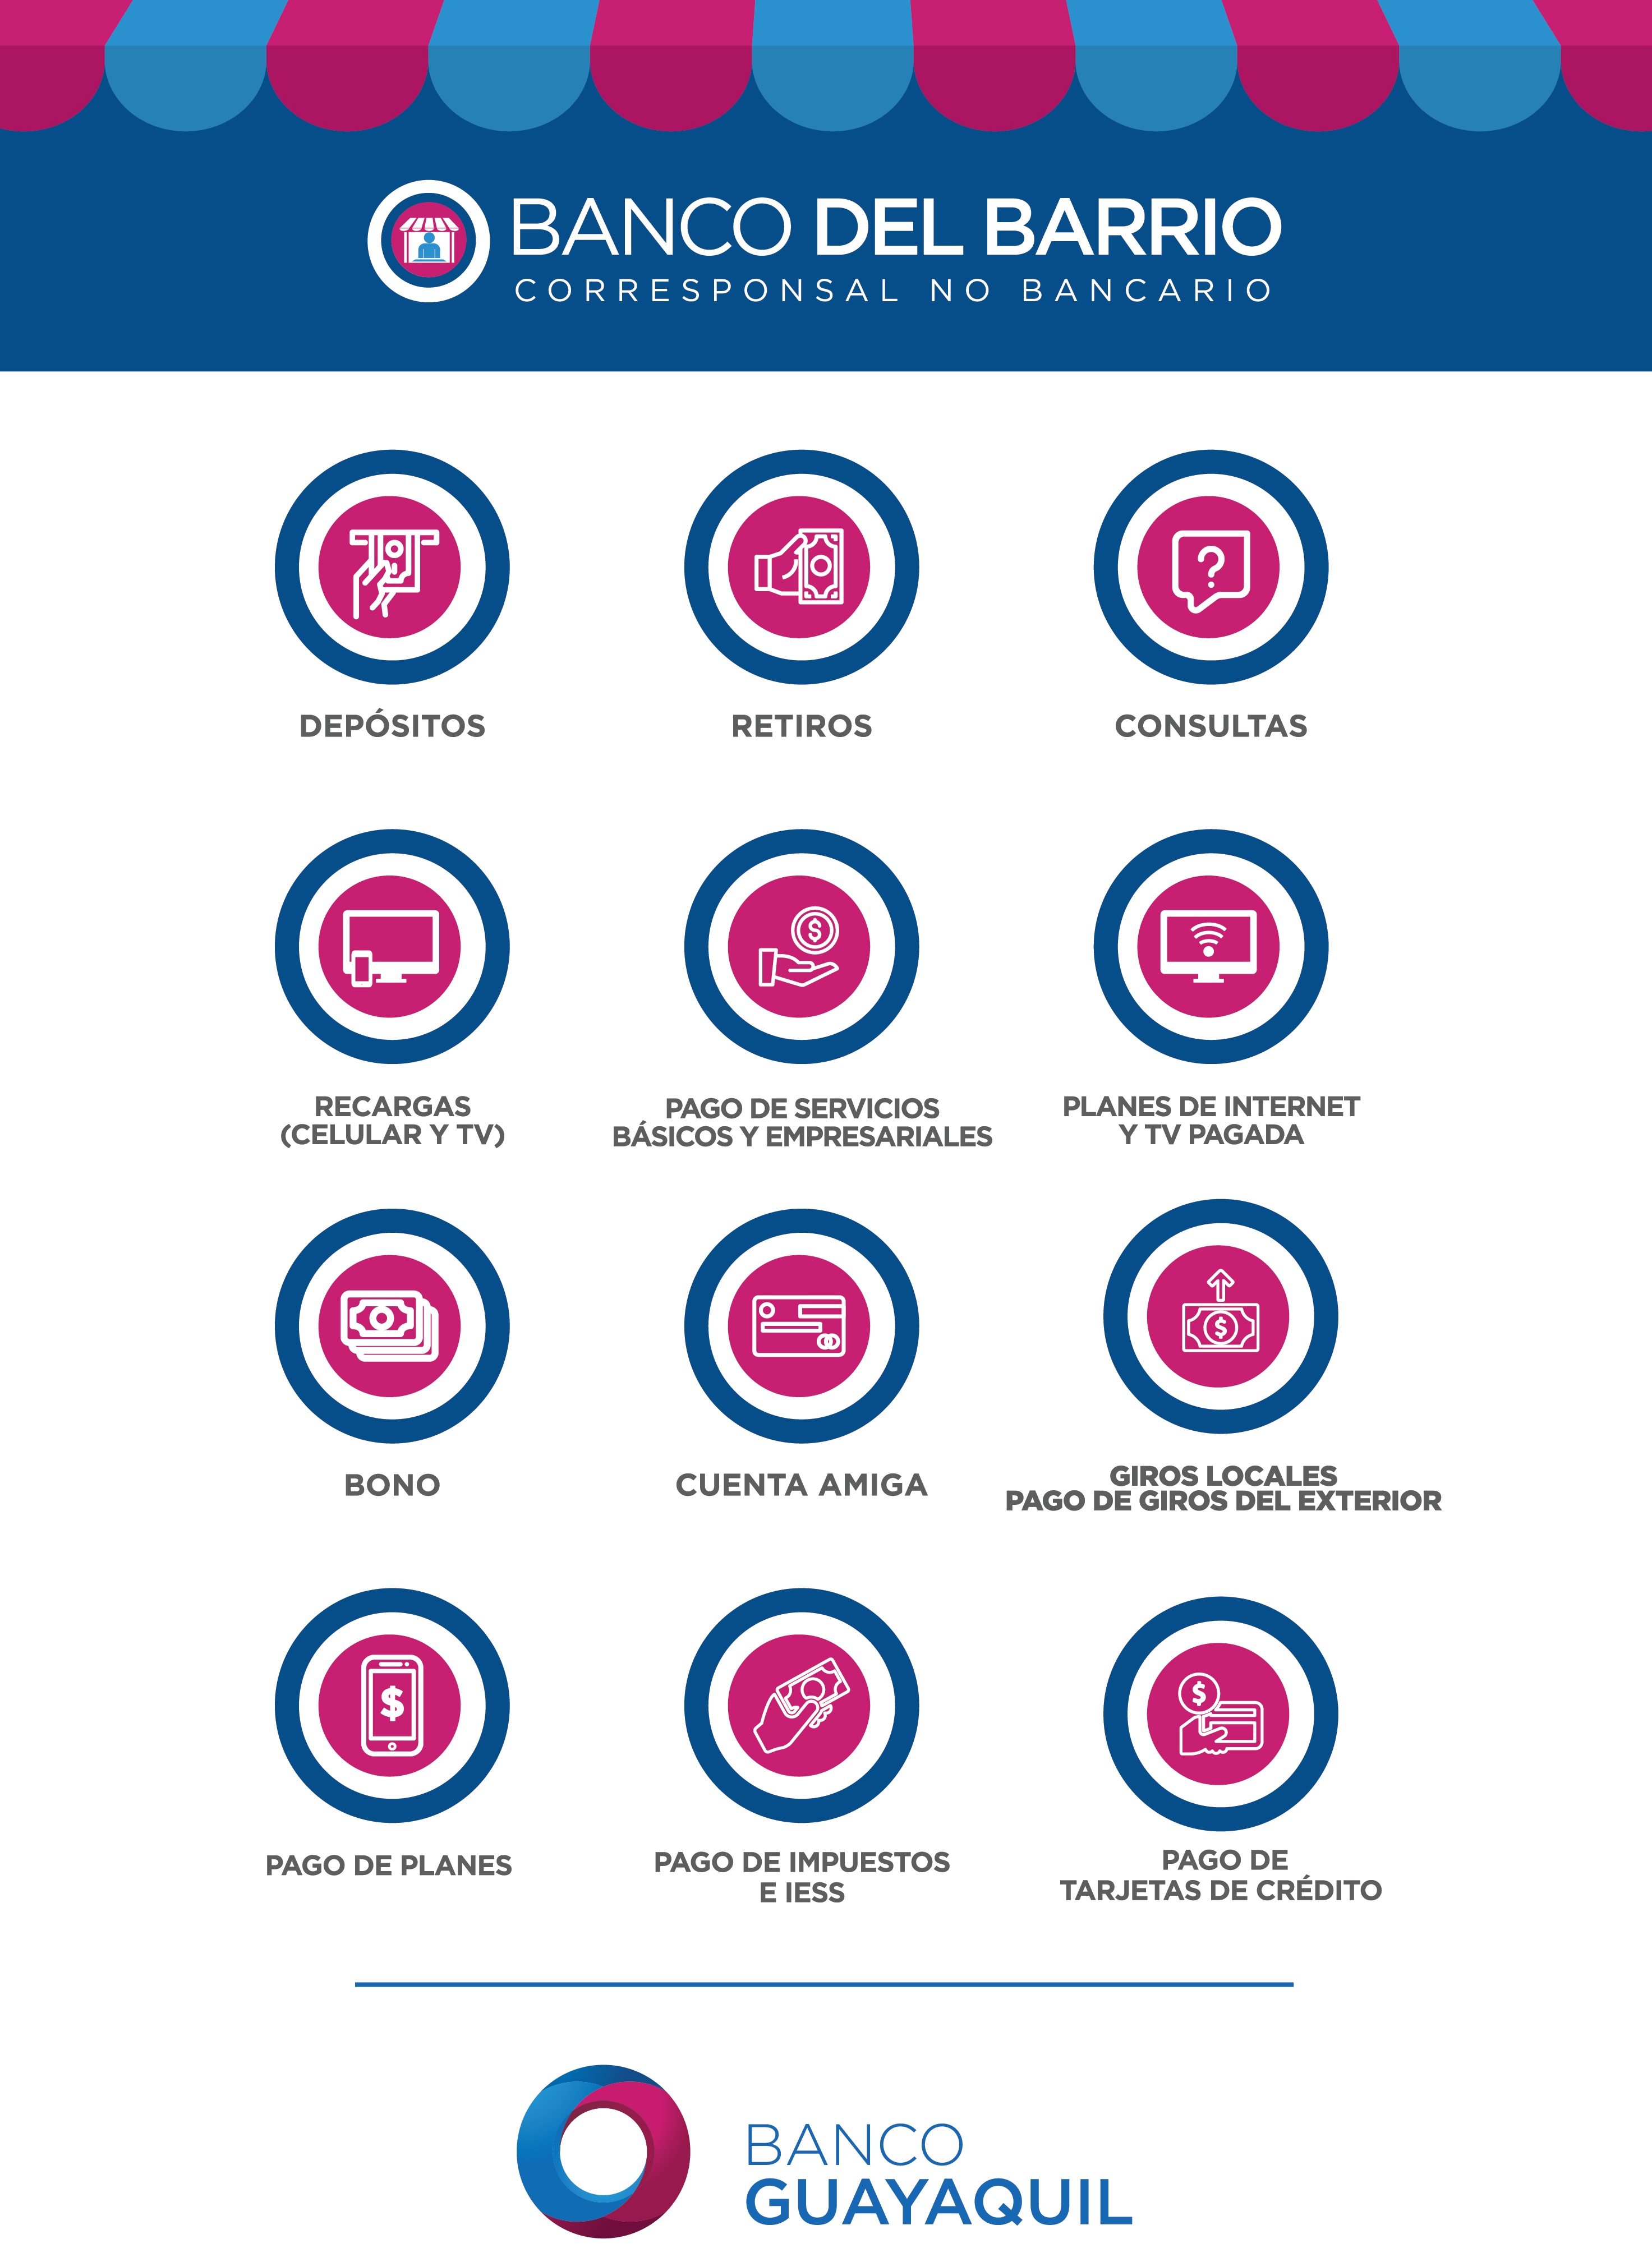 BANCO DEL BARRIO
CORRESPONSAL NO BANCARIO
DEPÓSITOS
RETIROS
?
CONSULTAS
RECARGAS
(CELULAR Y TV)
$
PAGO DE SERVICIOS
BÁSICOS Y EMPRESARIALES
PLANES DE INTERNET
Y TV PAGADA
BONO
CUENTA AMIGA
$
GIROS LOCALES
PAGO DE GIROS DEL EXTERIOR
$
PAGO DE PLANES
PAGO DE IMPUESTOS
E IESS
$
PAGO DE
TARJETAS DE CRÉDITO
BANCO
GUAYAQUIL